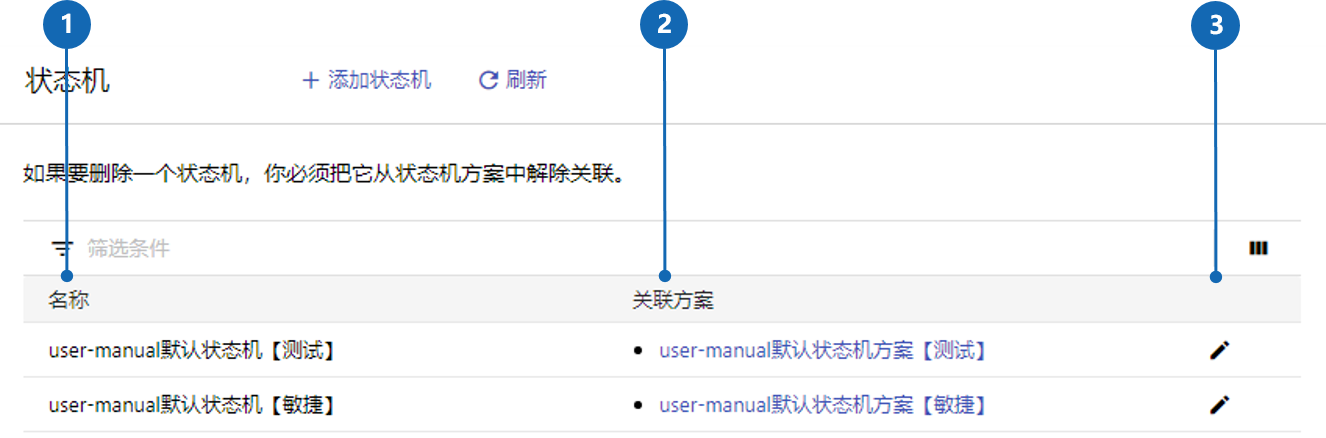 1 2 3
状态机 添加状态机 刷新
如果要删除一个状态机，你必须把它从状态机方案中解除关联。
筛选条件
名称 关联方案
user-manual默认状态机【测试】 • user-manual默认状态机方案【测试】
user-manual默认状态机【敏捷】 • user-manual默认状态机方案【敏捷】